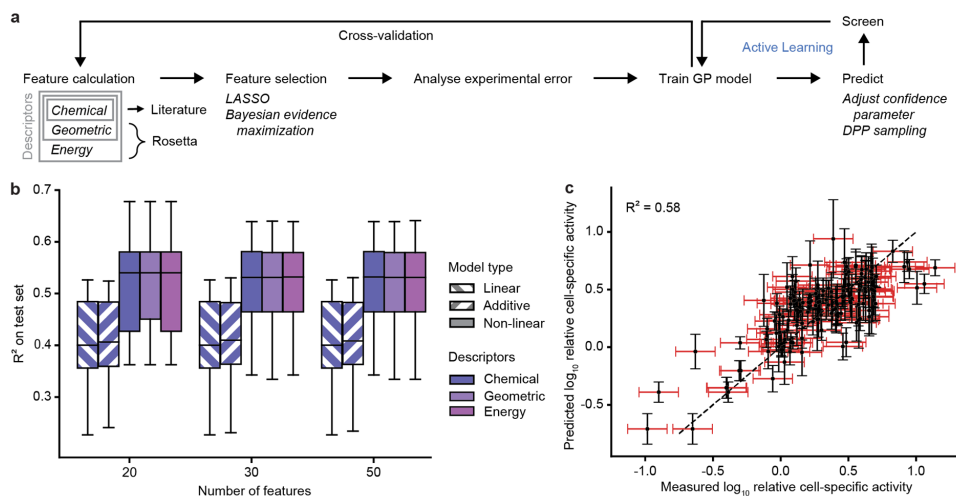 a
Screen
Cross-validation
Active Learning
Feature calculation
Feature selection
Analyse experimental error
Train GP model
Predict
Descriptors
Chemical
Geometric
Energy
Literature
Rosetta
LASSO
Bayesian evidence
maximization
Adjust confidence
parameter
DPP sampling
b
R² on test set
0.7
0.6
0.5
0.4
0.3
20
30
50
Number of features
Model type
Linear
Additive
Non-linear
Descriptors
Chemical
Geometric
Energy
c
R² = 0.58
Predicted log₁₀ relative cell-specific activity
1.0
0.5
0.0
-0.5
-1.0
-0.5
0.0
0.5
1.0
Measured log₁₀ relative cell-specific activity